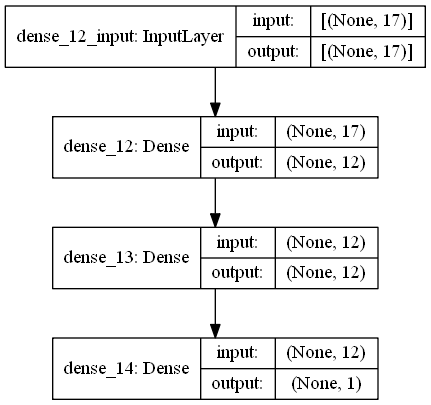 dense_12_input: InputLayer
input: [(None, 17)]
output: [(None, 17)]
dense_12: Dense
input: (None, 17)
output: (None, 12)
dense_13: Dense
input: (None, 12)
output: (None, 12)
dense_14: Dense
input: (None, 12)
output: (None, 1)